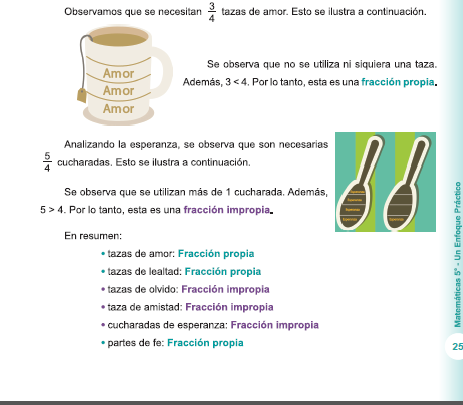 Observamos que se necesitan 3/4 tazas de amor. Esto se ilustra a continuación.
Amor
Amor
Amor
Se observa que no se utiliza ni siquiera una taza.
Además, 3 < 4. Por lo tanto, esta es una fracción propia.
Analizando la esperanza, se observa que son necesarias
5/4 cucharadas. Esto se ilustra a continuación.
Se observa que se utilizan más de 1 cucharada. Además,
5 > 4. Por lo tanto, esta es una fracción impropia.
En resumen:
• tazas de amor: Fracción propia
• tazas de lealtad: Fracción propia
• tazas de olvido: Fracción impropia
• taza de amistad: Fracción impropia
• cucharadas de esperanza: Fracción impropia
• partes de fe: Fracción propia
Matemáticas 5° - Un Enfoque Práctico
25